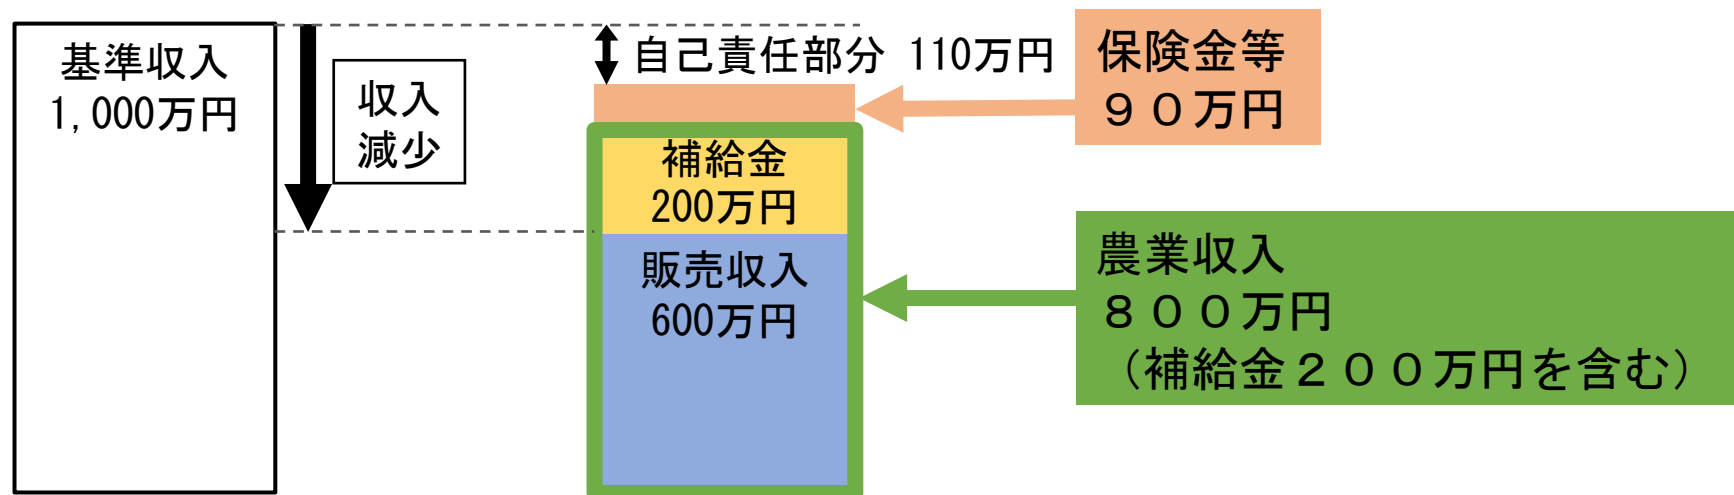 基準収入
1,000万円
収入
減少
自己責任部分 110万円
保険金等
９０万円
補給金
200万円
販売収入
600万円
農業収入
８００万円
（補給金２００万円を含む）